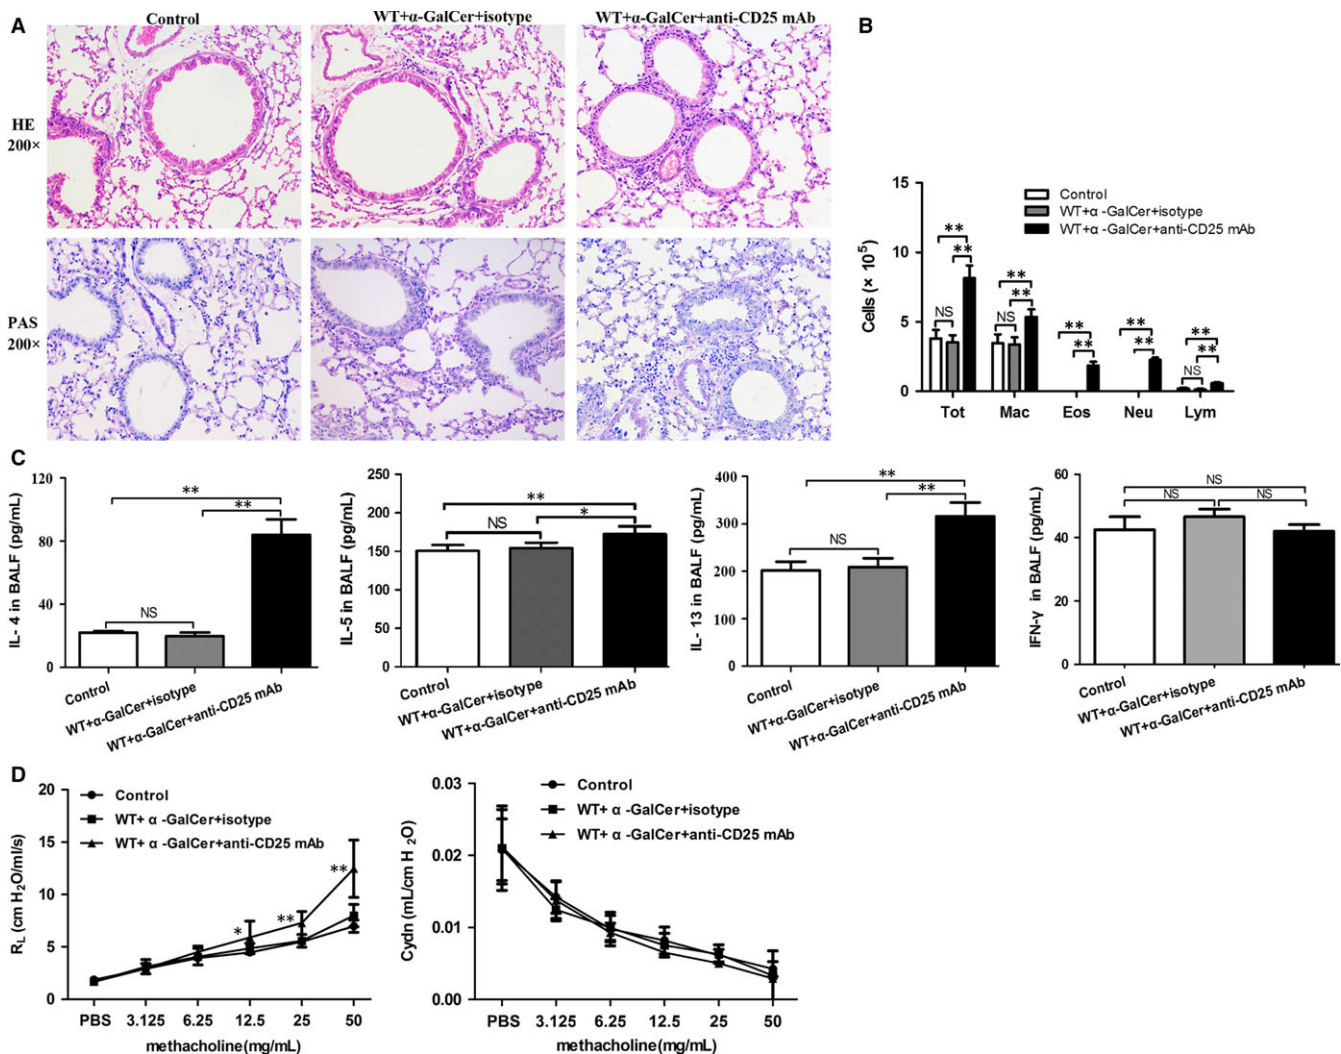 A
Control
WT+α-GalCer+isotype
WT+α-GalCer+anti-CD25 mAb
HE
200×
PAS
200×
B
Control
WT+α -GalCer+isotype
WT+α -GalCer+anti-CD25 mAb
Cells (× 10⁵)
15
10
5
0
NS
**
**
NS
**
**
**
**
**
**
NS
**
**
Tot
Mac
Eos
Neu
Lym
C
IL- 4 in BALF (pg/mL)
120
80
40
0
**
**
NS
Control
WT+α-GalCer+isotype
WT+α-GalCer+anti-CD25 mAb
IL-5 in BALF (pg/mL)
250
200
150
100
50
0
**
NS
*
Control
WT+α-GalCer+isotype
WT+α-GalCer+anti-CD25 mAb
IL- 13 in BALF (pg/mL)
400
300
200
100
0
**
**
NS
Control
WT+α-GalCer+isotype
WT+α-GalCer+anti-CD25 mAb
IFN-γ in BALF (pg/mL)
60
40
20
0
NS
NS
NS
Control
WT+α-GalCer+isotype
WT+α-GalCer+anti-CD25 mAb
D
Control
WT+ α -GalCer+isotype
WT+ α -GalCer+anti-CD25 mAb
R_L (cm H₂O/ml/s)
20
15
10
5
0
*
**
**
PBS
3.125
6.25
12.5
25
50
methacholine(mg/mL)
Control
WT+ α -GalCer+isotype
WT+ α -GalCer+anti-CD25 mAb
Cydn (mL/cm H ₂O)
0.03
0.02
0.01
0.00
PBS
3.125
6.25
12.5
25
50
methacholine(mg/mL)